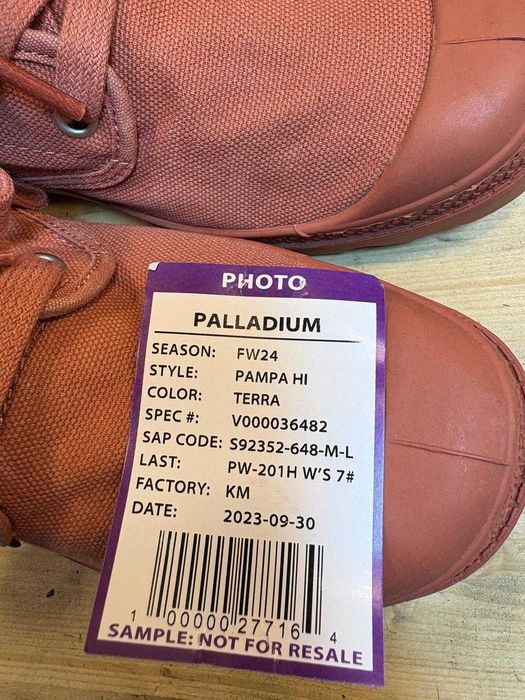 PHOTO
PALLADIUM
SEASON: FW24
STYLE: PAMPA HI
COLOR: TERRA
SPEC #: V000036482
SAP CODE: S92352-648-M-L
LAST: PW-201H W'S 7#
FACTORY: KM
DATE: 2023-09-30
1 00000 27716 4
SAMPLE: NOT FOR RESALE